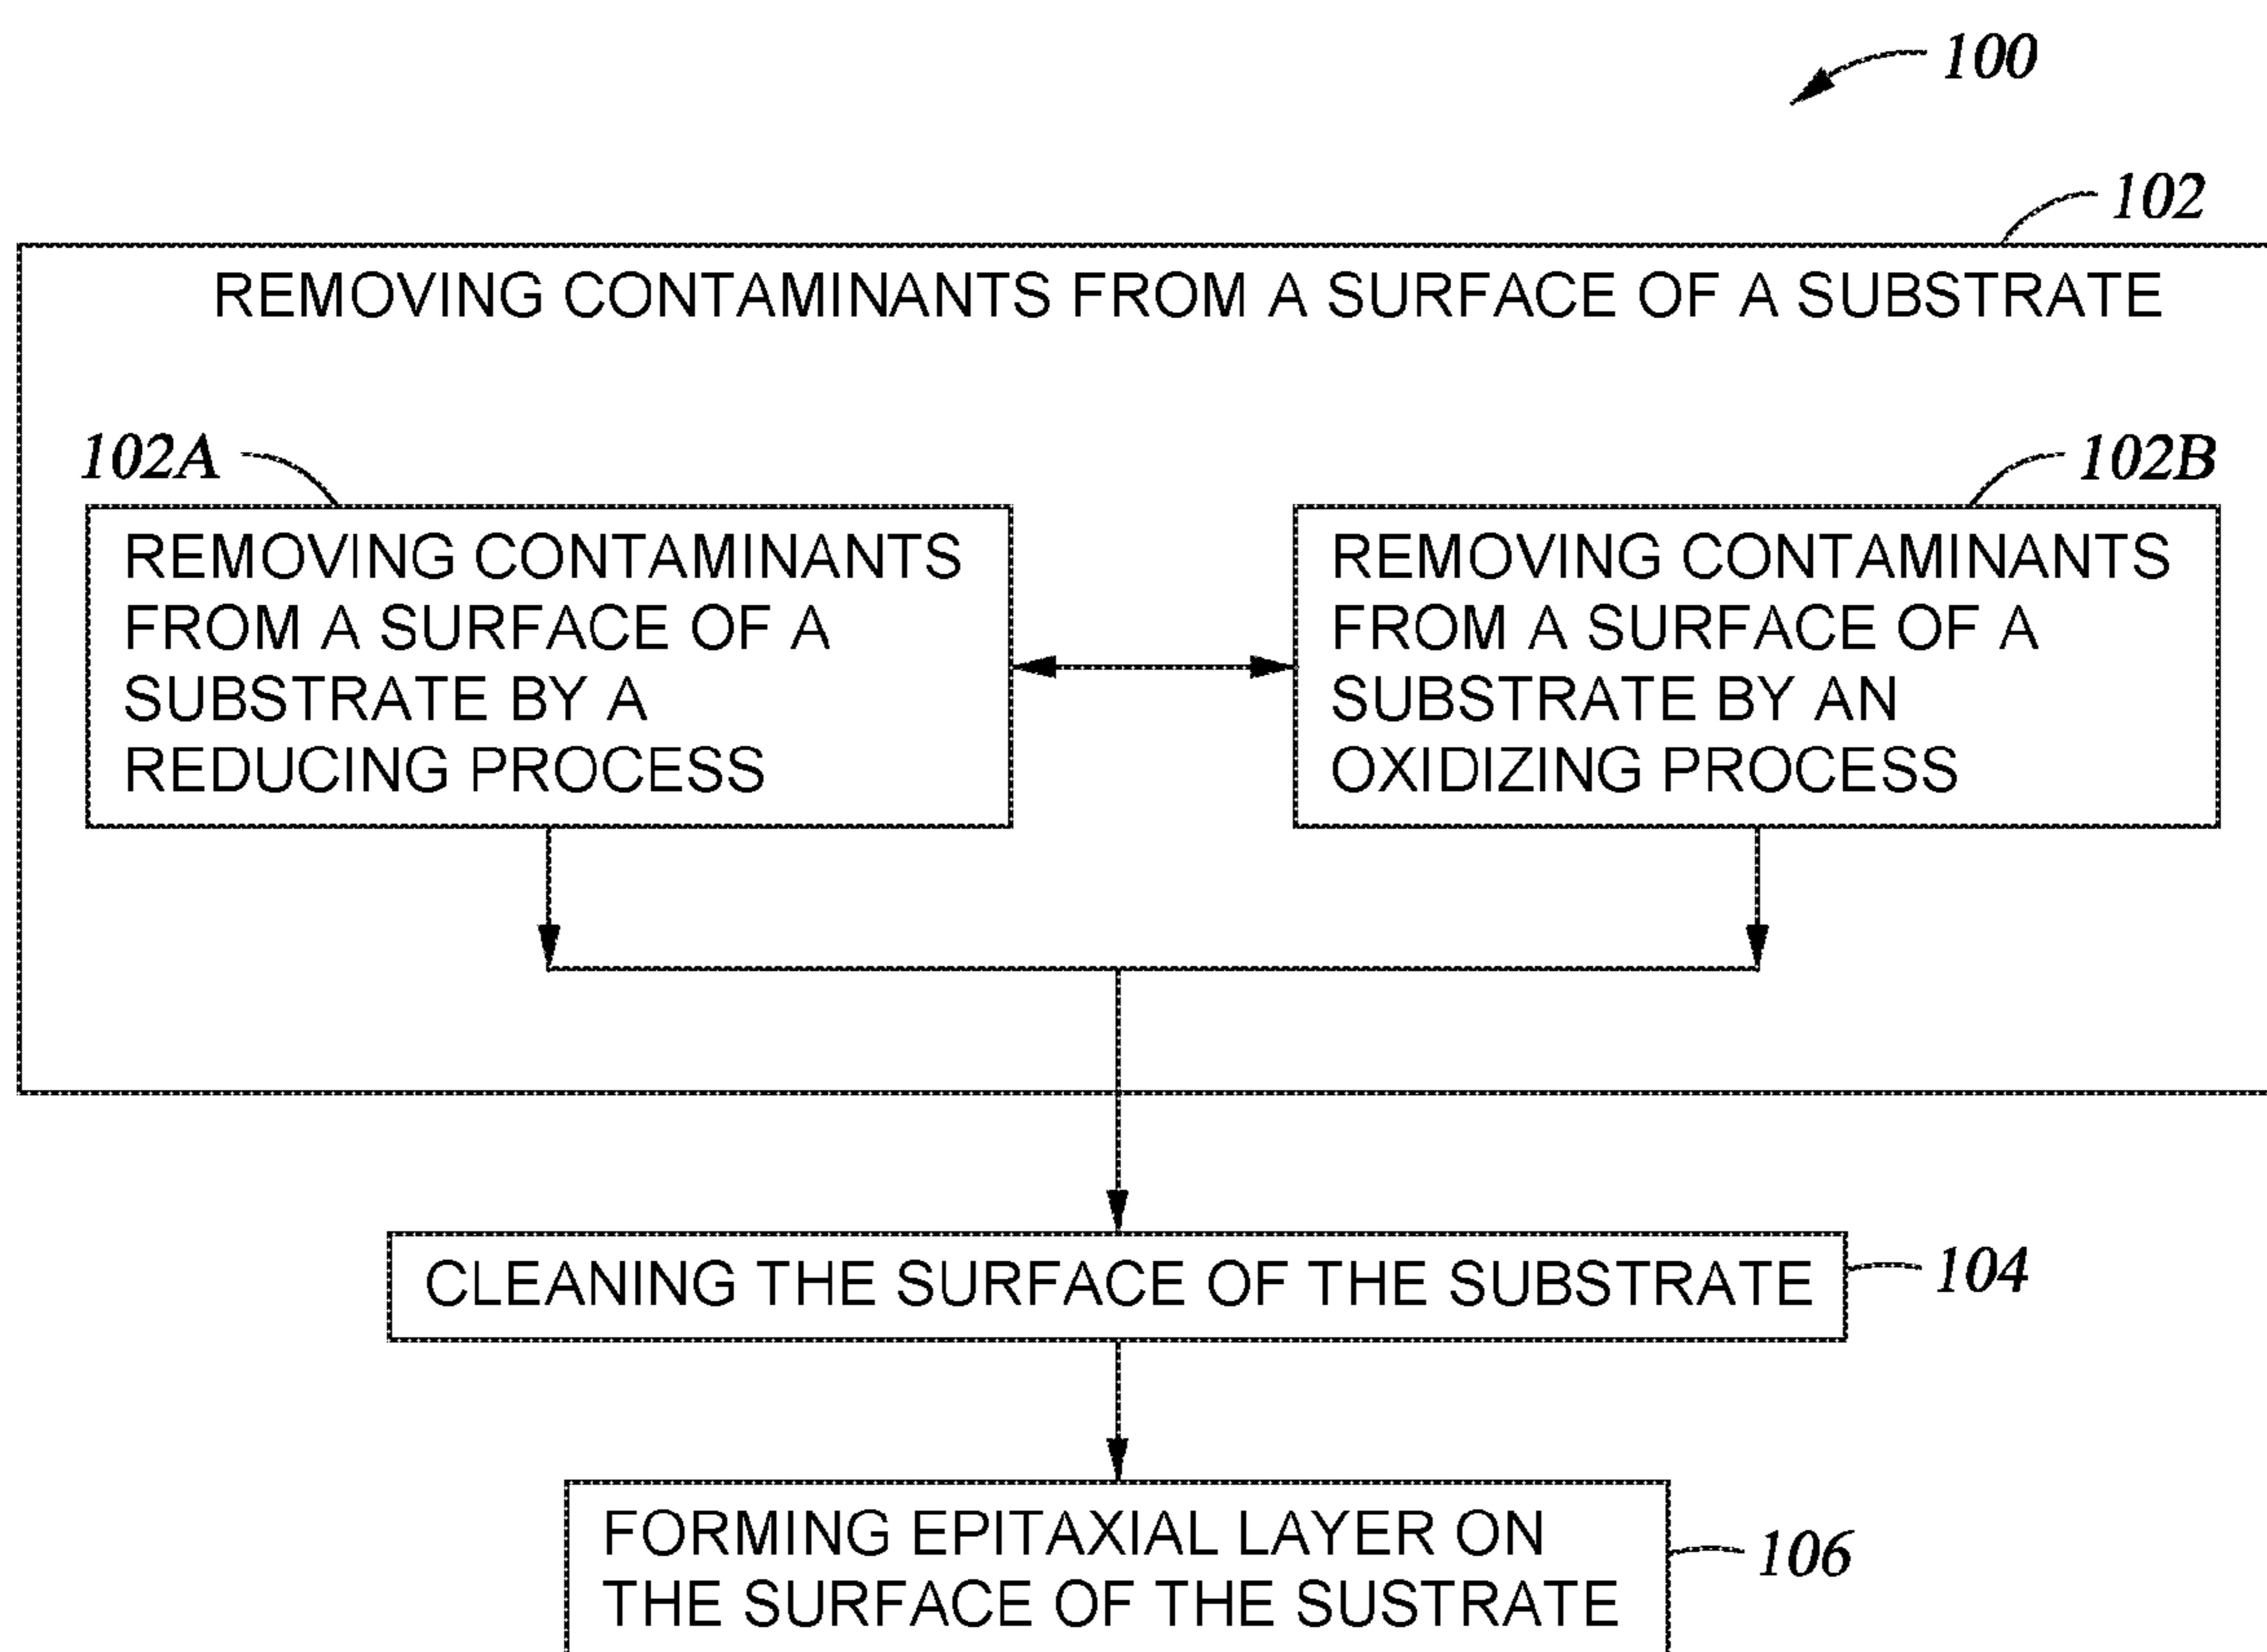 100
102
REMOVING CONTAMINANTS FROM A SURFACE OF A SUBSTRATE
102A
REMOVING CONTAMINANTS
FROM A SURFACE OF A
SUBSTRATE BY A
REDUCING PROCESS
102B
REMOVING CONTAMINANTS
FROM A SURFACE OF A
SUBSTRATE BY AN
OXIDIZING PROCESS
CLEANING THE SURFACE OF THE SUBSTRATE
104
FORMING EPITAXIAL LAYER ON
THE SURFACE OF THE SUSTRATE
106